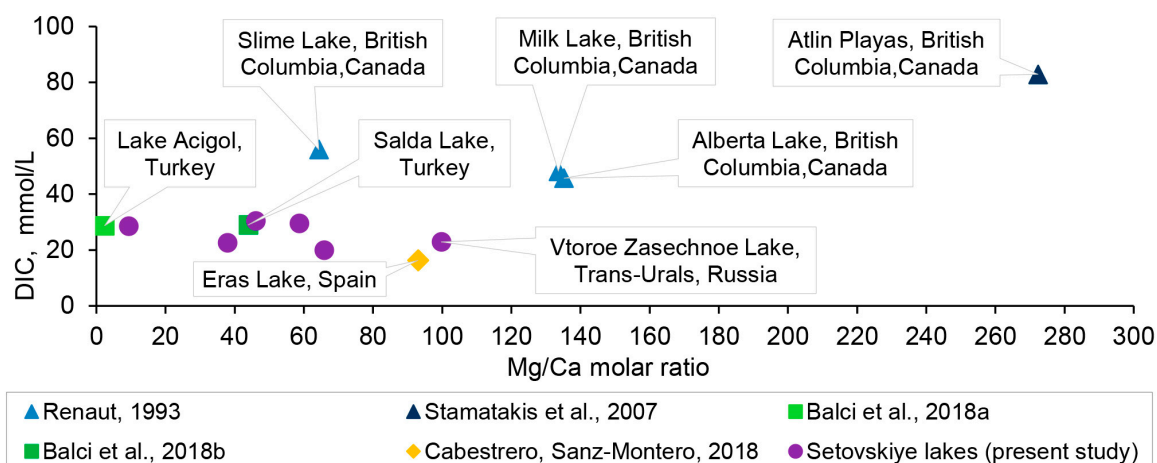 100
80
60
40
20
0
DIC, mmol/L
Slime Lake, British
Columbia,Canada
Milk Lake, British
Columbia,Canada
Atlin Playas, British
Columbia,Canada
Lake Acigol,
Turkey
Salda Lake,
Turkey
Alberta Lake, British
Columbia,Canada
Eras Lake, Spain
Vtoroe Zasechnoe Lake,
Trans-Urals, Russia
0 20 40 60 80 100 120 140 160 180 200 220 240 260 280 300
Mg/Ca molar ratio
Renaut, 1993
Stamatakis et al., 2007
Balci et al., 2018a
Balci et al., 2018b
Cabestrero, Sanz-Montero, 2018
Setovskiye lakes (present study)